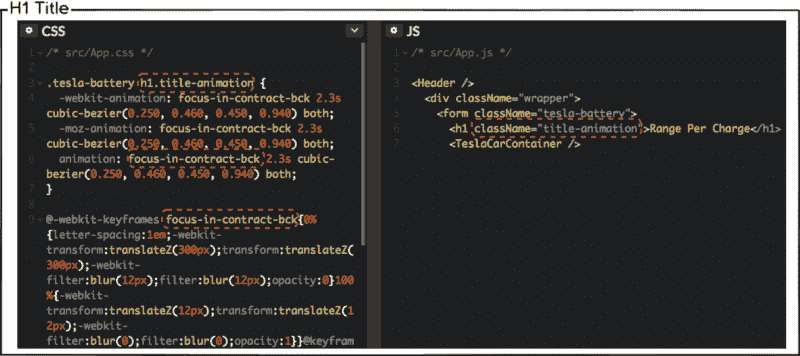 H1 Title
CSS
1 /* src/App.css */
2
3 .tesla-battery h1.title-animation {
4 -webkit-animation: focus-in-contract-bck 2.3s
cubic-bezier(0.250, 0.460, 0.450, 0.940) both;
5 -moz-animation: focus-in-contract-bck 2.3s
cubic-bezier(0.250, 0.460, 0.450, 0.940) both;
6 animation: focus-in-contract-bck 2.3s cubic-
bezier(0.250, 0.460, 0.450, 0.940) both;
7 }
8
9 @-webkit-keyframes focus-in-contract-bck{0%
{letter-spacing:1em;-webkit-
transform:translateZ(300px);transform:translateZ(
300px);-webkit-
filter:blur(12px);filter:blur(12px);opacity:0}100
%{-webkit-
transform:translateZ(12px);transform:translateZ(1
2px);-webkit-
filter:blur(0);filter:blur(0);opacity:1}}@keyfram
JS
1 /* src/App.js */
2
3 <Header />
4 <div className="wrapper">
5 <form className="tesla-battery">
6 <h1 className="title-animation">Range Per Charge</h1>
7 <TeslaCarContainer />